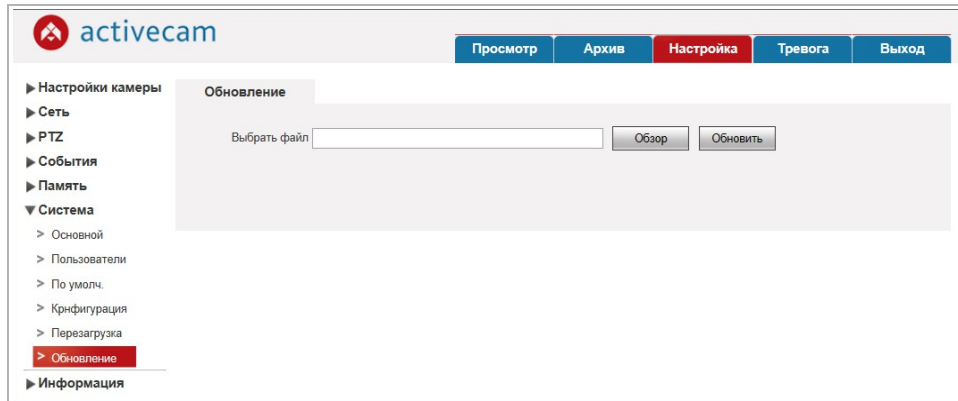 activecam
Просмотр Архив Настройка Тревога Выход
Настройки камеры
Сеть
PTZ
События
Память
Система
> Основной
> Пользователи
> По умолч.
> Крнфигурация
> Перезагрузка
> Обновление
Информация
Обновление
Выбрать файл Обзор Обновить